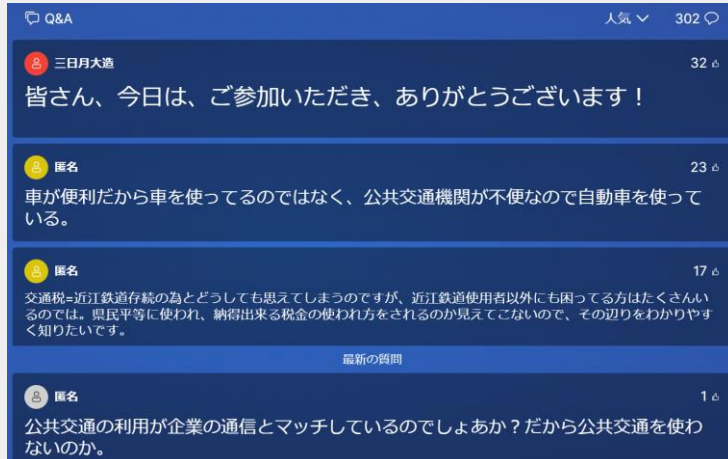 Q&A
人気
302
三日月大造
32
皆さん、今日は、ご参加いただき、ありがとうございます！
匿名
23
車が便利だから車を使ってるのではなく、公共交通機関が不便なので自動車を使って
いる。
匿名
17
交通税=近江鉄道存続の為とどうしても思えてしまうのですが、近江鉄道使用者以外にも困ってる方はたくさんい
るのでは。県民平等に使われ、納得出来る税金の使われ方をされるのか見えてこないので、その辺りをわかりやす
く知りたいです。
最新の質問
匿名
1
公共交通の利用が企業の通信とマッチしているのでしょあか？だから公共交通を使わ
ないのか。